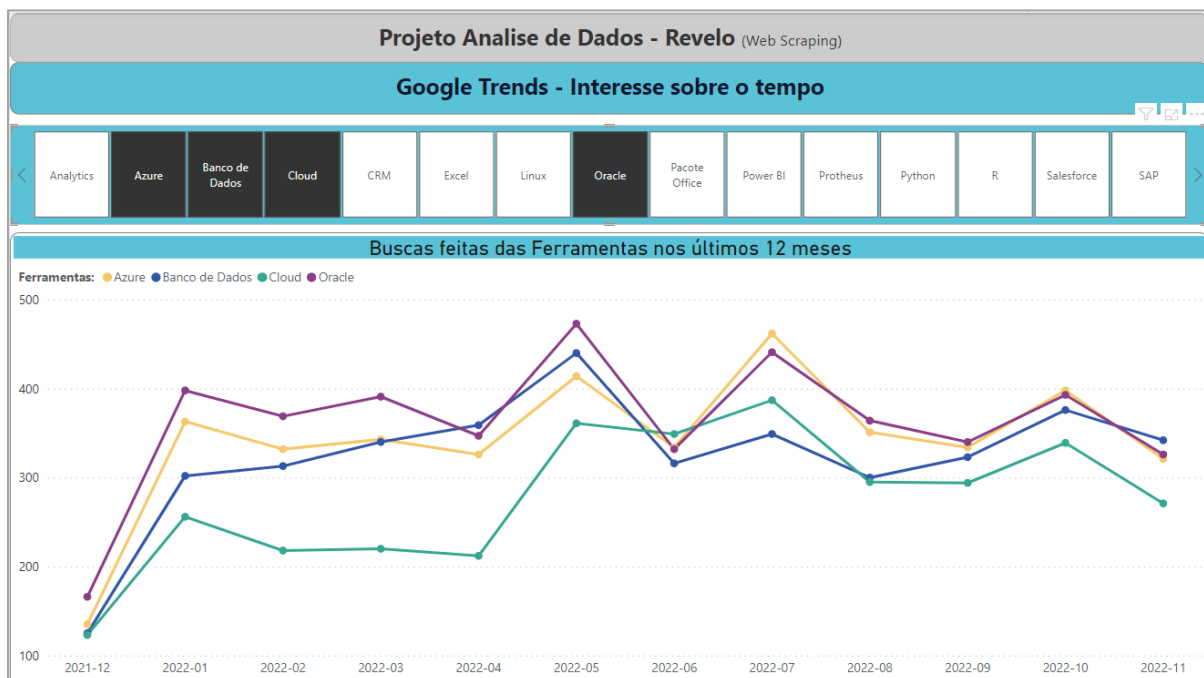 Projeto Analise de Dados - Revelo (Web Scraping)
Google Trends - Interesse sobre o tempo
Analytics
Azure
Banco de
Dados
Cloud
CRM
Excel
Linux
Oracle
Pacote
Office
Power BI
Protheus
Python
R
Salesforce
SAP
Buscas feitas das Ferramentas nos últimos 12 meses
Ferramentas: Azure Banco de Dados Cloud Oracle
500
400
300
200
100
2021-12 2022-01 2022-02 2022-03 2022-04 2022-05 2022-06 2022-07 2022-08 2022-09 2022-10 2022-11